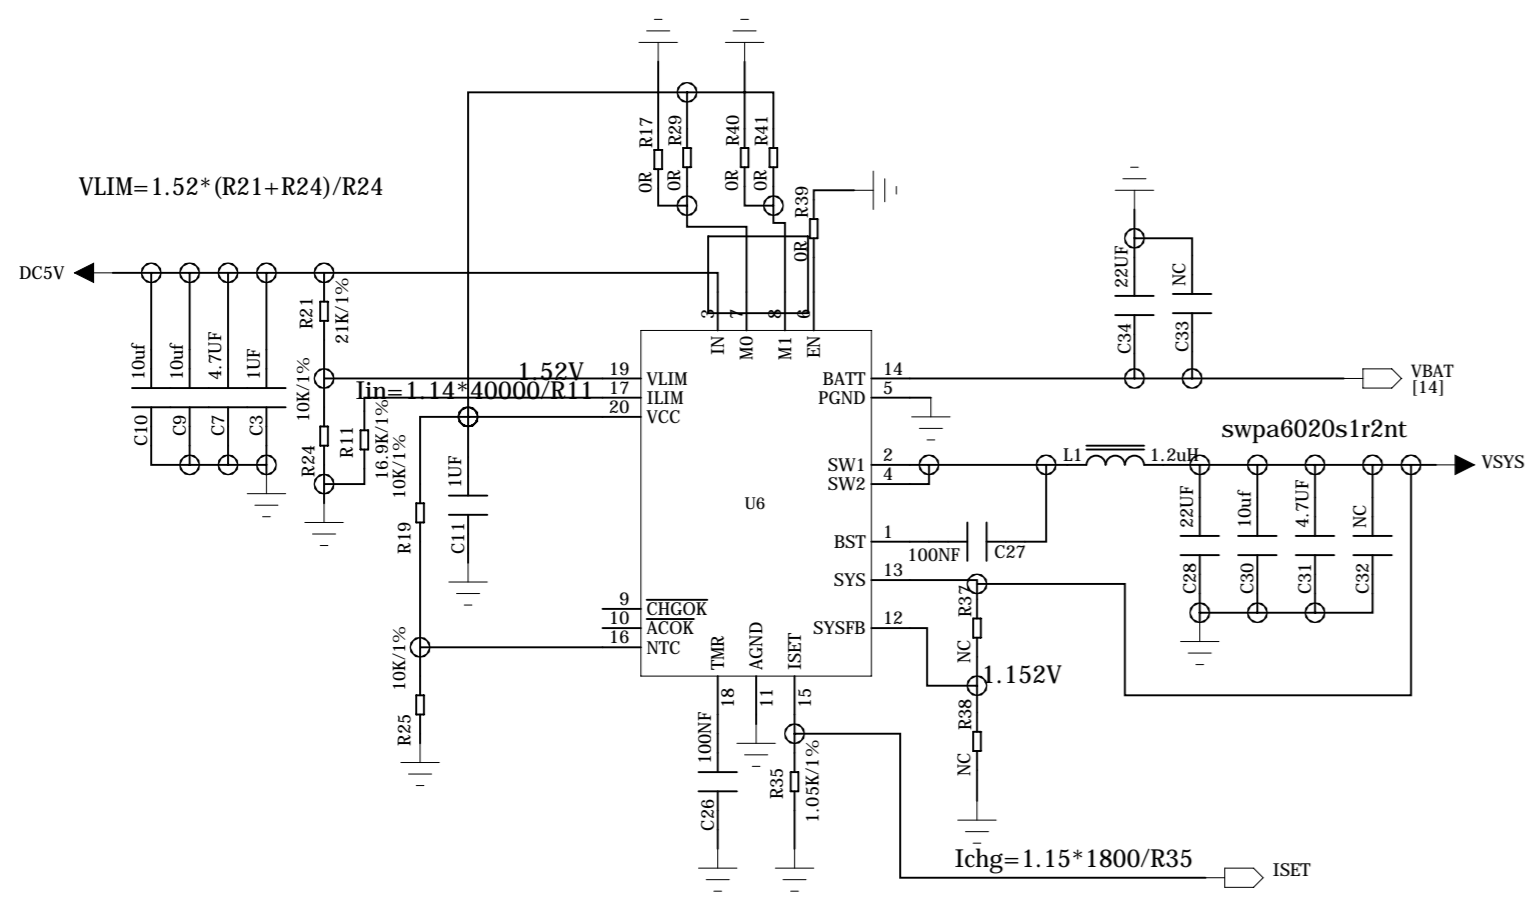 R17
0R
R29
0R
R40
0R
R41
0R
R39
0R
VLIM=1.52*(R21+R24)/R24
DC5V
10uf
C10
10uf
C9
4.7UF
C7
1UF
C3
R21
21K/1%
10K/1%
R24
R11
16.9K/1%
10K/1%
R19
1UF
C11
10K/1%
R25
1.52V
Iin=1.14*40000/R11
3
7
8
6
IN
M0
M1
EN
19
VLIM
17
ILIM
20
VCC
9
CHGOK
10
ACOK
16
NTC
U6
BATT
14
PGND
5
SW1
2
SW2
4
BST
1
SYS
13
SYSFB
12
TMR
AGND
ISET
18
11
15
100NF
C26
R35
1.05K/1%
22UF
C34
NC
C33
VBAT
[14]
swpa6020s1r2nt
L1
1.2uH
VSYS
100NF
C27
22UF
C28
10uf
C30
4.7UF
C31
NC
C32
R37
NC
1.152V
R38
NC
Ichg=1.15*1800/R35
ISET